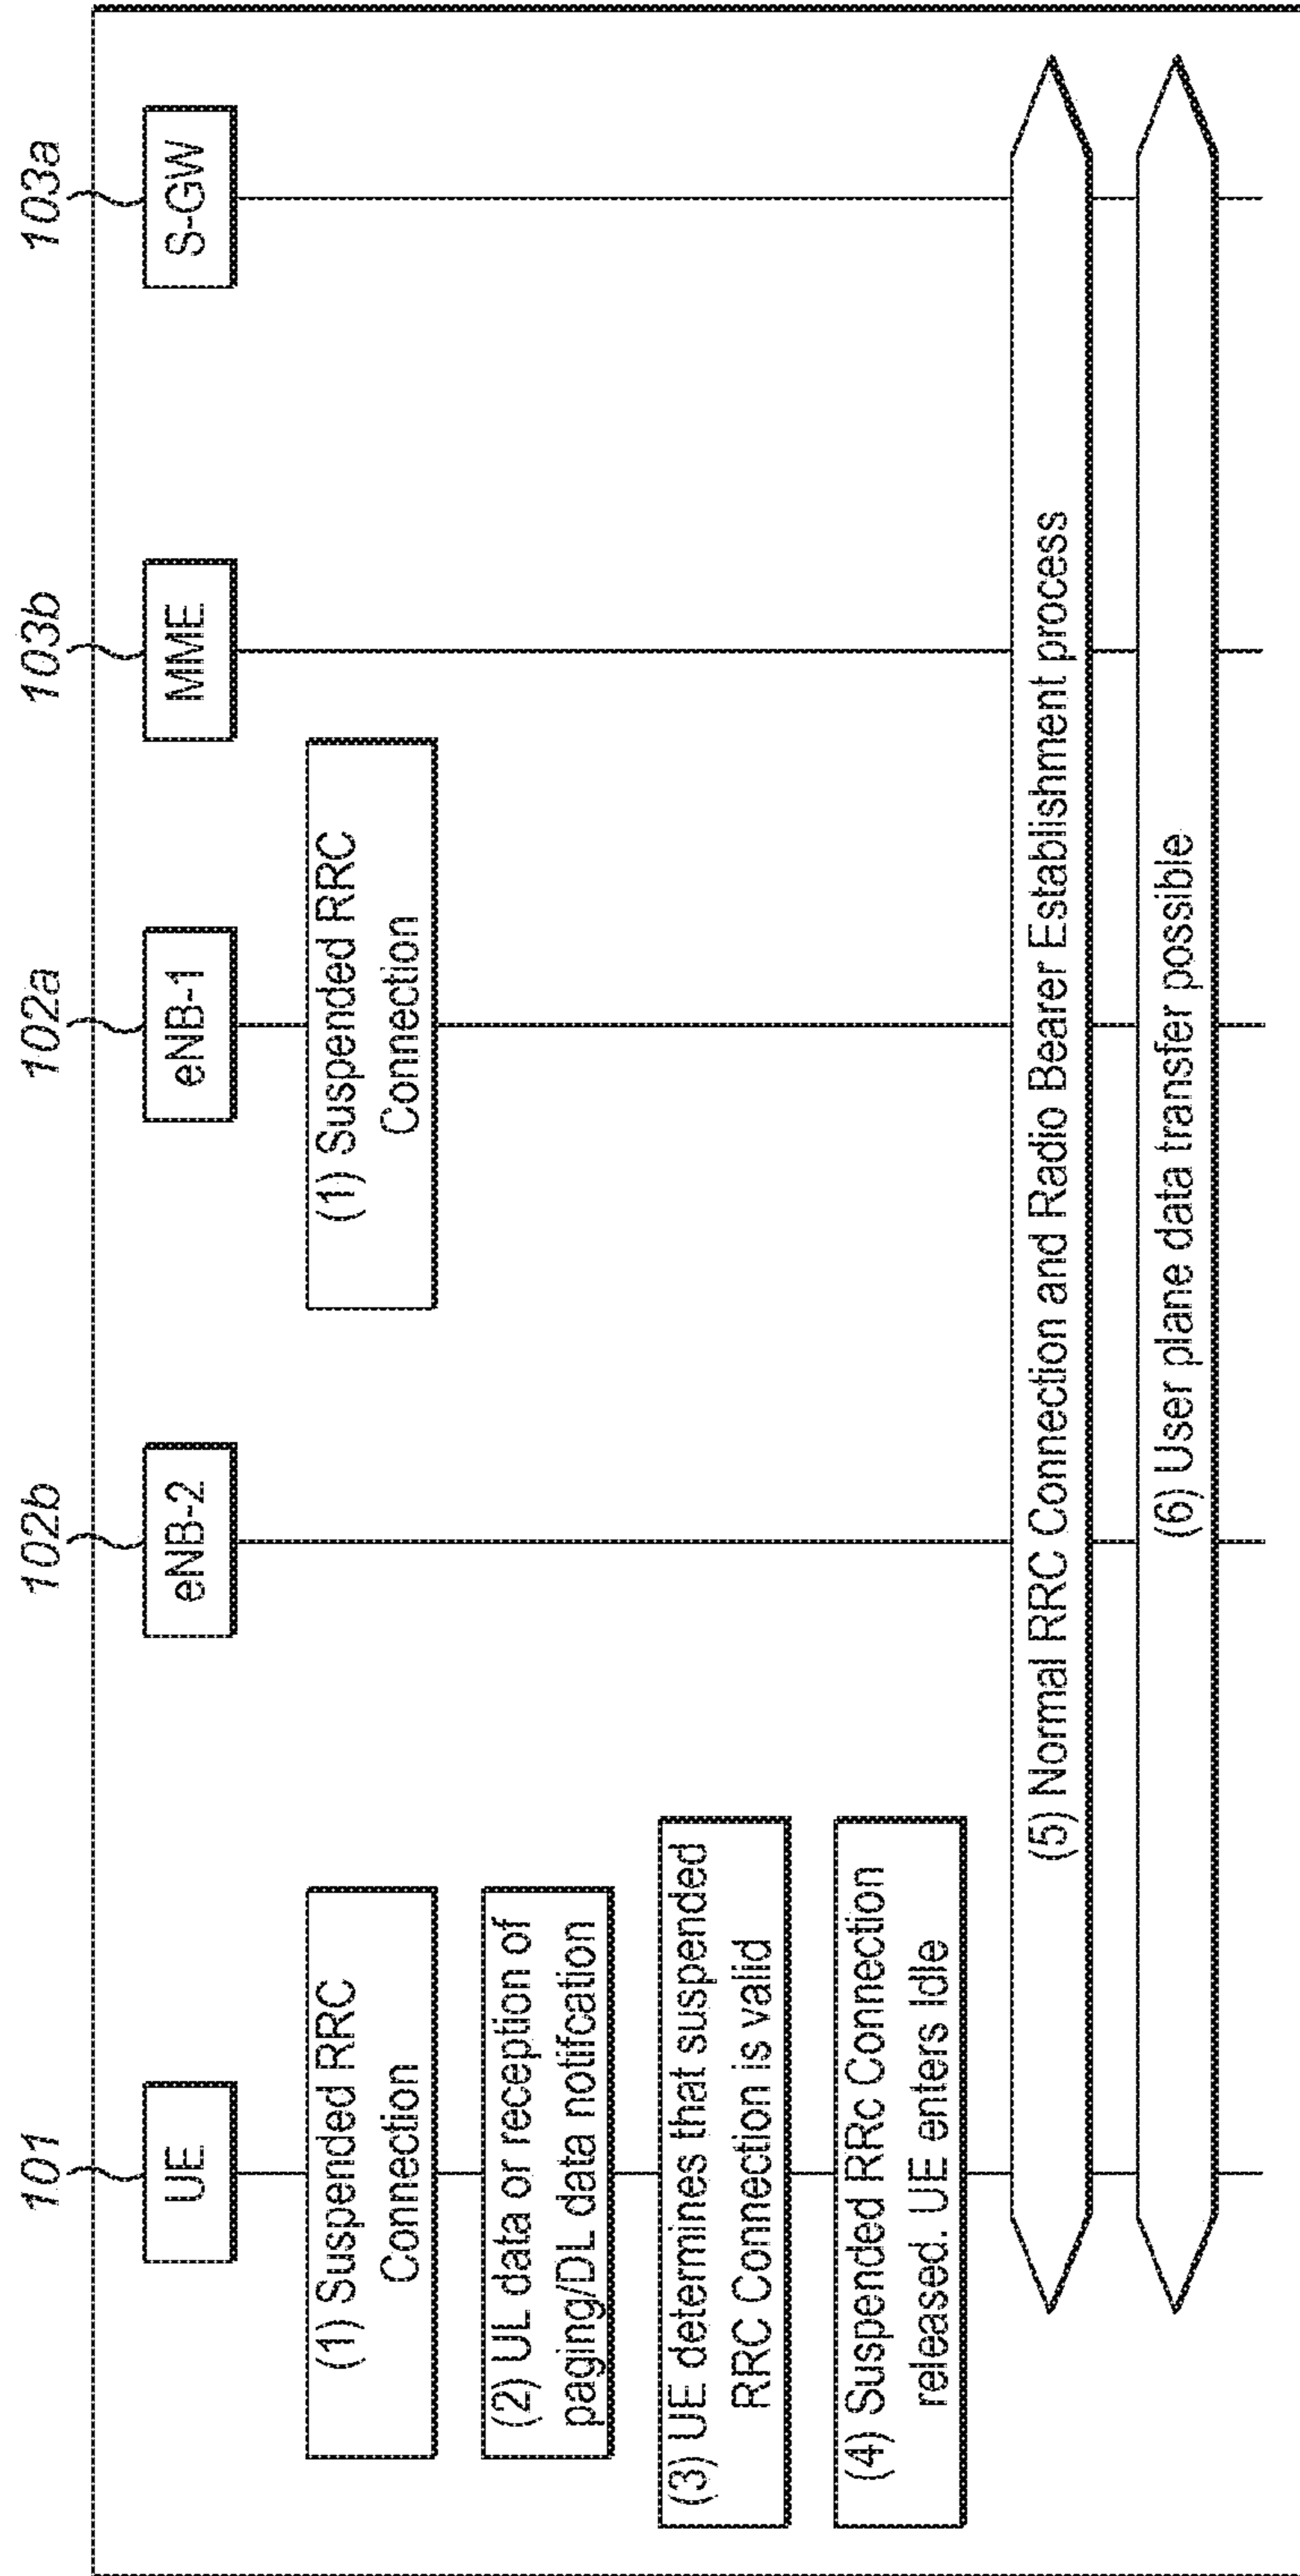 101
102b
102a
103b
103a
UE
eNB-2
eNB-1
MME
S-GW
(1) Suspended RRC
Connection
(1) Suspended RRC
Connection
(2) UL data or reception of
paging/DL data notifcation
(3) UE determines that suspended
RRC Connection is valid
(4) Suspended RRc Connection
released. UE enters Idle
(5) Normal RRC Connection and Radio Bearer Establishment process
(6) User plane data transfer possible